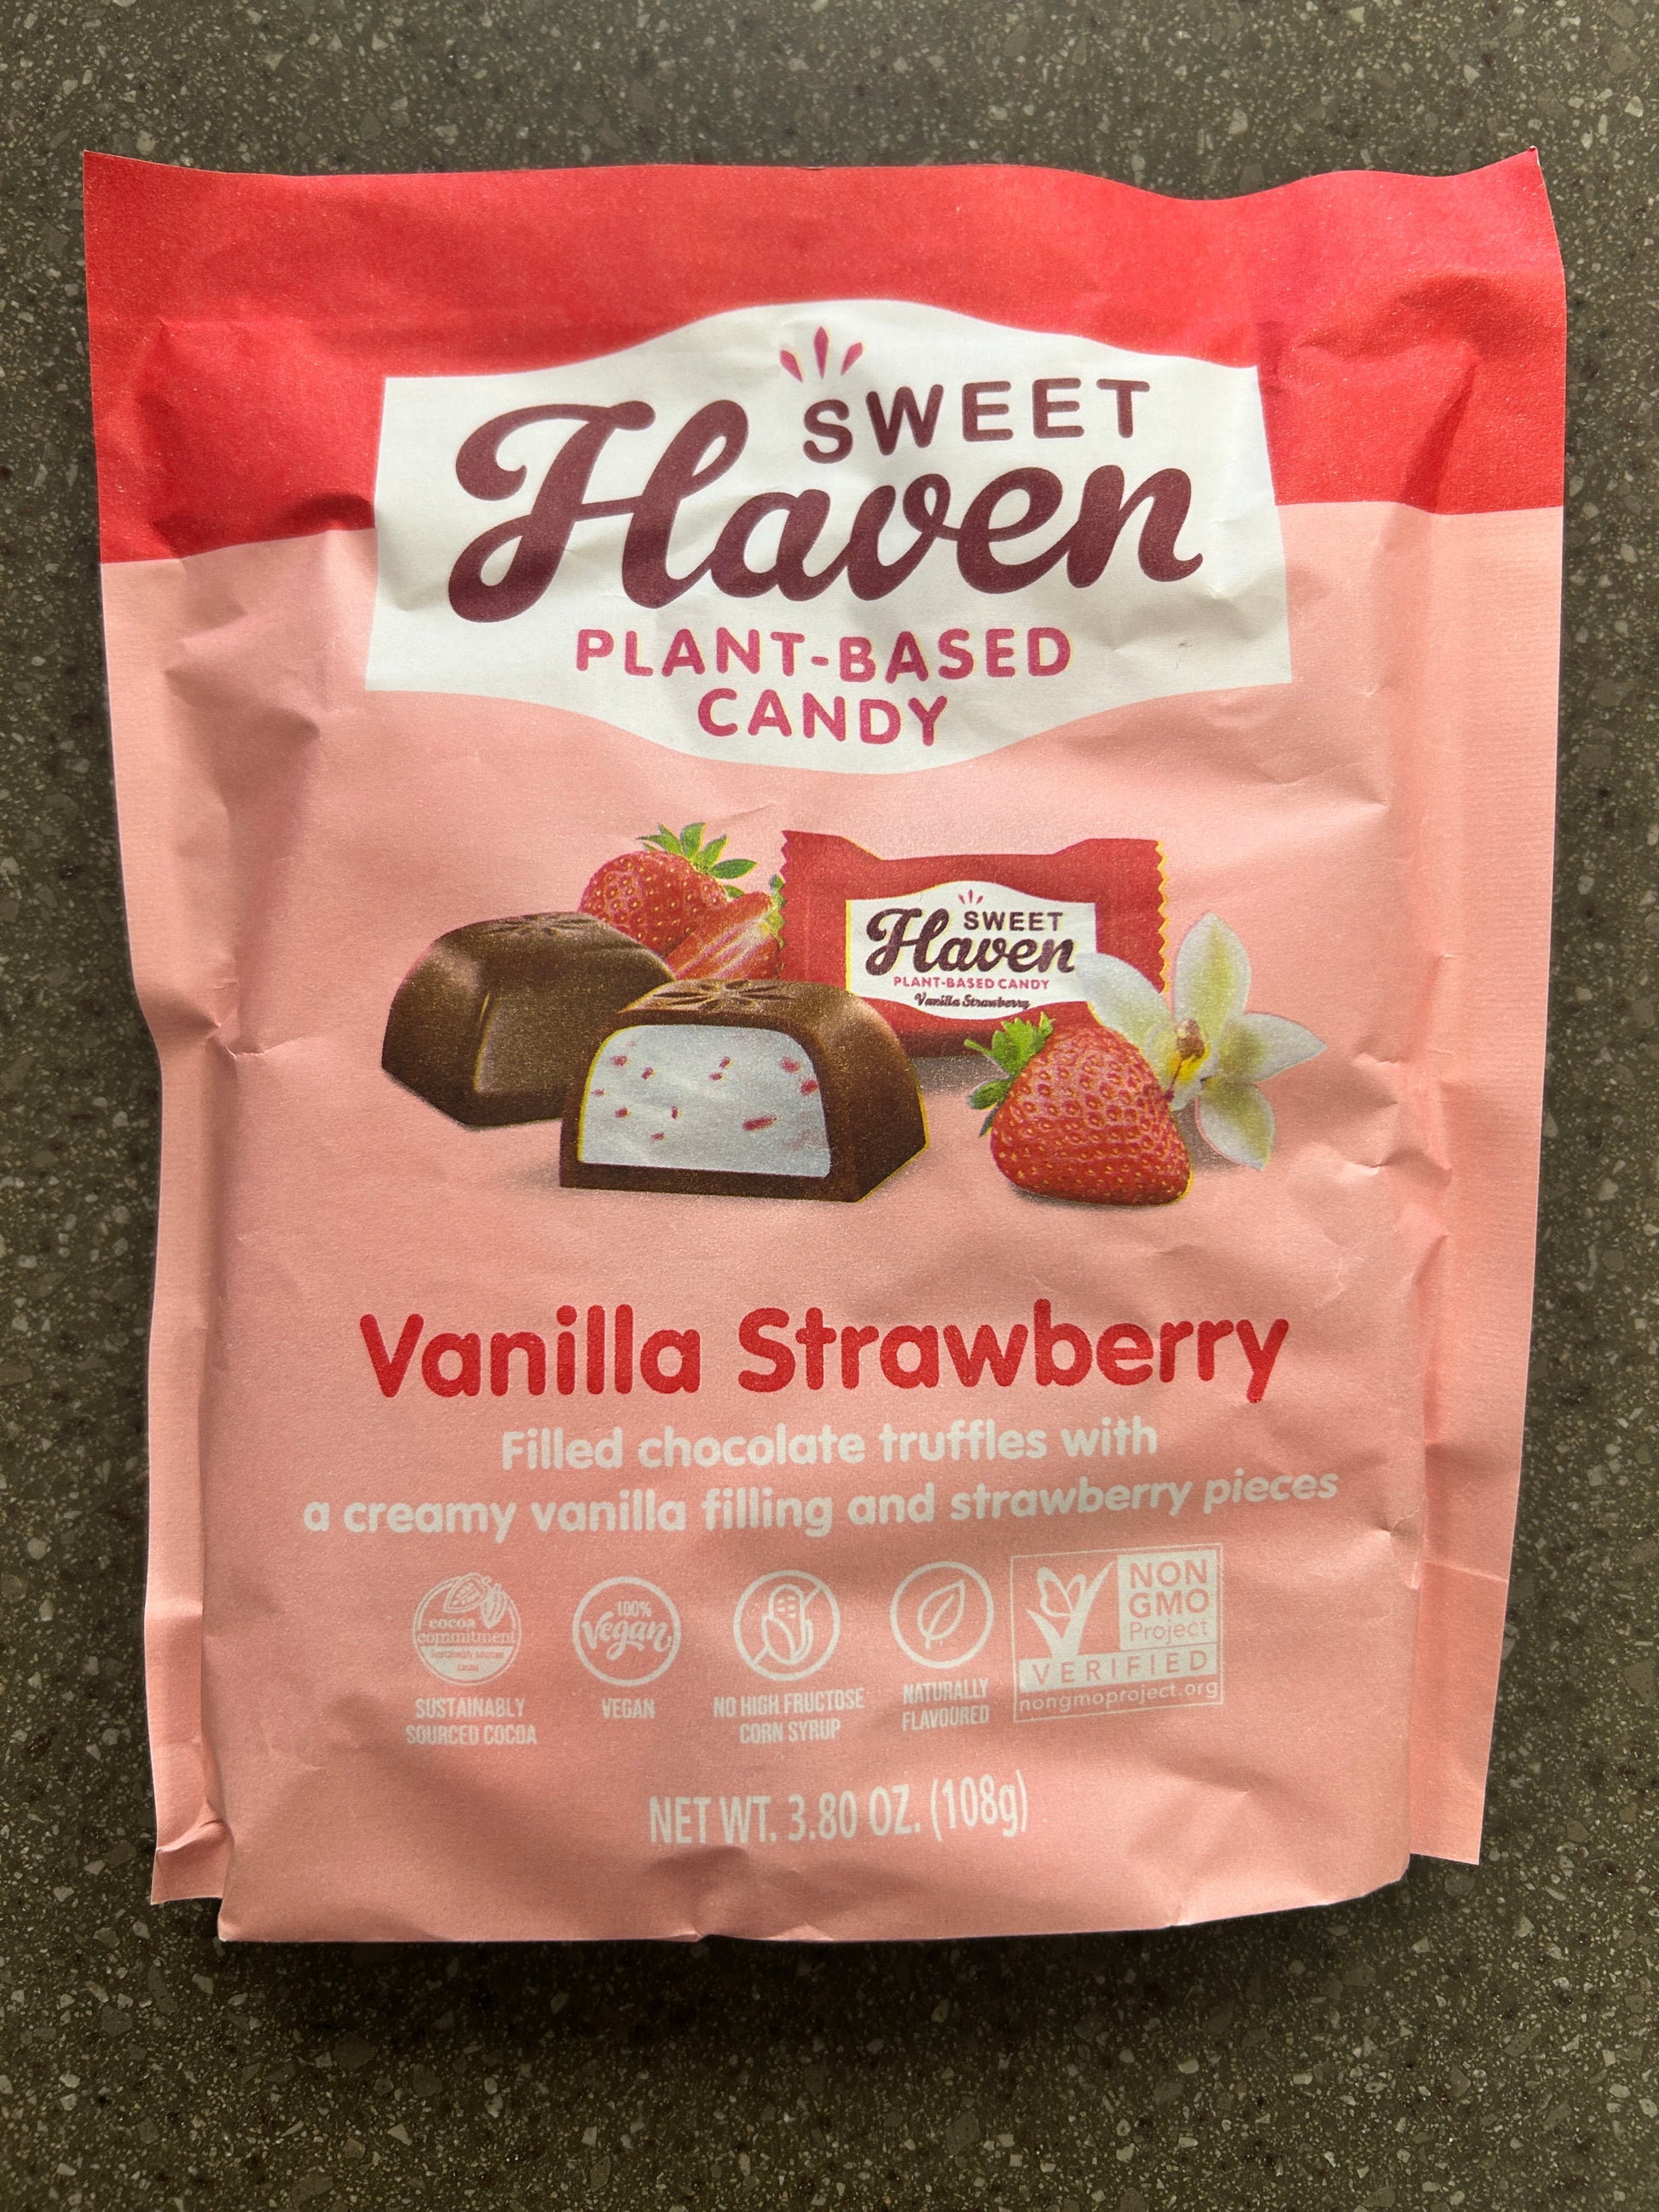 SWEET
Haven
PLANT-BASED
CANDY
SWEET
Haven
PLANT-BASED CANDY
Vanilla Strawberry
Vanilla Strawberry
Filled chocolate truffles with
a creamy vanilla filling and strawberry pieces
cocoa
commitment
cocoa
SUSTAINABLY
SOURCED COCOA
100%
vegan
VEGAN
NO HIGH FRUCTOSE
CORN SYRUP
NATURALLY
FLAVOURED
NON
GMO
Project
VERIFIED
nongmoproject.org
NET WT. 3.80 OZ. (108g)